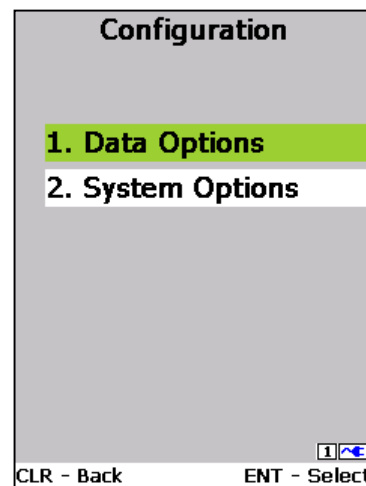 Configuration
1. Data Options
2. System Options
1
CLR - Back ENT - Select